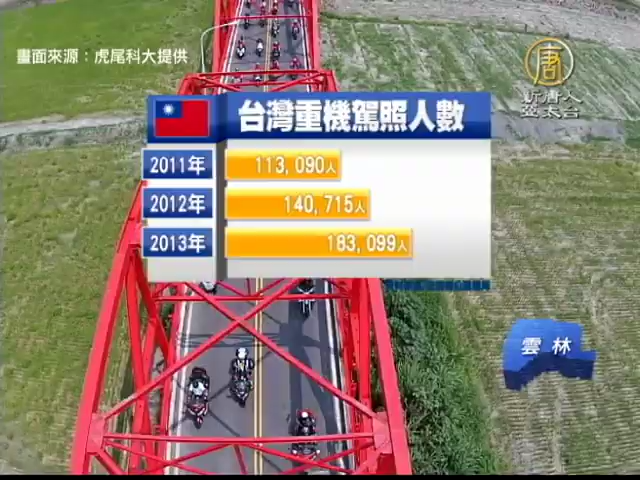 畫面來源：虎尾科大提供
新唐人
亞太台
台灣重機駕照人數
2011年 113,090人
2012年 140,715人
2013年 183,099人
雲林